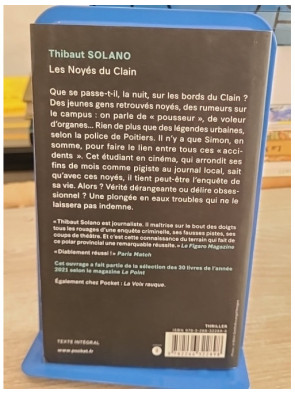 Thibaut SOLANO
Les Noyés du Clain
Que se passe-t-il, la nuit, sur les bords du Clain ?
Des jeunes gens retrouvés noyés, des rumeurs sur
le campus : on parle de « pousseur », de voleur
d'organes... Rien de plus que des légendes urbaines,
selon la police de Poitiers. Il n'y a que Simon, en
somme, pour faire le lien entre tous ces « acci-
dents ». Cet étudiant en cinéma, qui arrondit ses
fins de mois comme pigiste au journal local, sait
qu'avec ces noyés, il tient peut-être l'enquête de
sa vie. Alors ? Vérité dérangeante ou délire obses-
sionnel ? Une plongée en eaux troubles qui ne le
laissera pas indemne.
« Thibaut Solano est journaliste. Il maîtrise sur le bout des doigts
tous les rouages d'une enquête criminelle, ses fausses pistes, ses
coups de théâtre. Et c'est cette connaissance du terrain qui fait de
ce polar provincial une remarquable réussite. » Le Figaro Magazine
« Diablement réussi ! » Paris Match
Cet ouvrage a fait partie de la sélection des 30 livres de l'année
2021 selon le magazine Le Point
Également chez Pocket : La Voix rauque.
THRILLER
TEXTE INTÉGRAL
www.pocket.fr